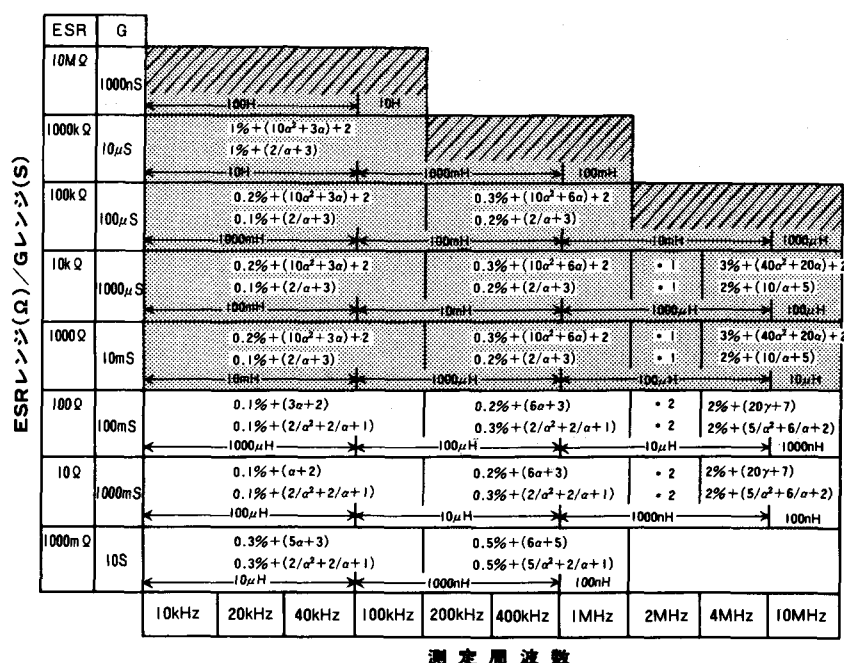 ESR G
10MΩ
1000nS
100H 10H
1000kΩ
1%+(10α²+3α)+2
10μS
1%+(2/α+3)
10H 1000mH 100mH
100kΩ
0.2%+(10α²+3α)+2 0.3%+(10α²+6α)+2
100μS
0.1%+(2/α+3) 0.2%+(2/α+3)
1000mH 100mH 10mH 1000μH
10kΩ
0.2%+(10α²+3α)+2 0.3%+(10α²+6α)+2 * 1 3%+(40α²+20α)+2
1000μS
0.1%+(2/α+3) 0.2%+(2/α+3) * 1 2%+(10/α+5)
100mH 10mH 1000μH 100μH
1000Ω
0.2%+(10α²+3α)+2 0.3%+(10α²+6α)+2 * 1 3%+(40α²+20α)+2
10mS
0.1%+(2/α+3) 0.2%+(2/α+3) * 1 2%+(10/α+5)
10mH 1000μH 100μH 10μH
100Ω
0.1%+(3α+2) 0.2%+(6α+3) * 2 2%+(20γ+7)
100mS
0.1%+(2/α²+2/α+1) 0.3%+(2/α²+2/α+1) * 2 2%+(5/α²+6/α+2)
1000μH 100μH 10μH 1000nH
10Ω
0.1%+(α+2) 0.2%+(6α+3) * 2 2%+(20γ+7)
1000mS
0.1%+(2/α²+2/α+1) 0.3%+(2/α²+2/α+1) * 2 2%+(5/α²+6/α+2)
100μH 10μH 1000nH 100nH
1000mΩ
0.3%+(5α+3) 0.5%+(6α+5)
10S
0.3%+(2/α²+2/α+1) 0.5%+(5/α²+2/α+1)
10μH 1000nH 100nH
10kHz 20kHz 40kHz 100kHz 200kHz 400kHz 1MHz 2MHz 4MHz 10MHz
ESRレンジ(Ω)/Gレンジ(S)
測定周波数